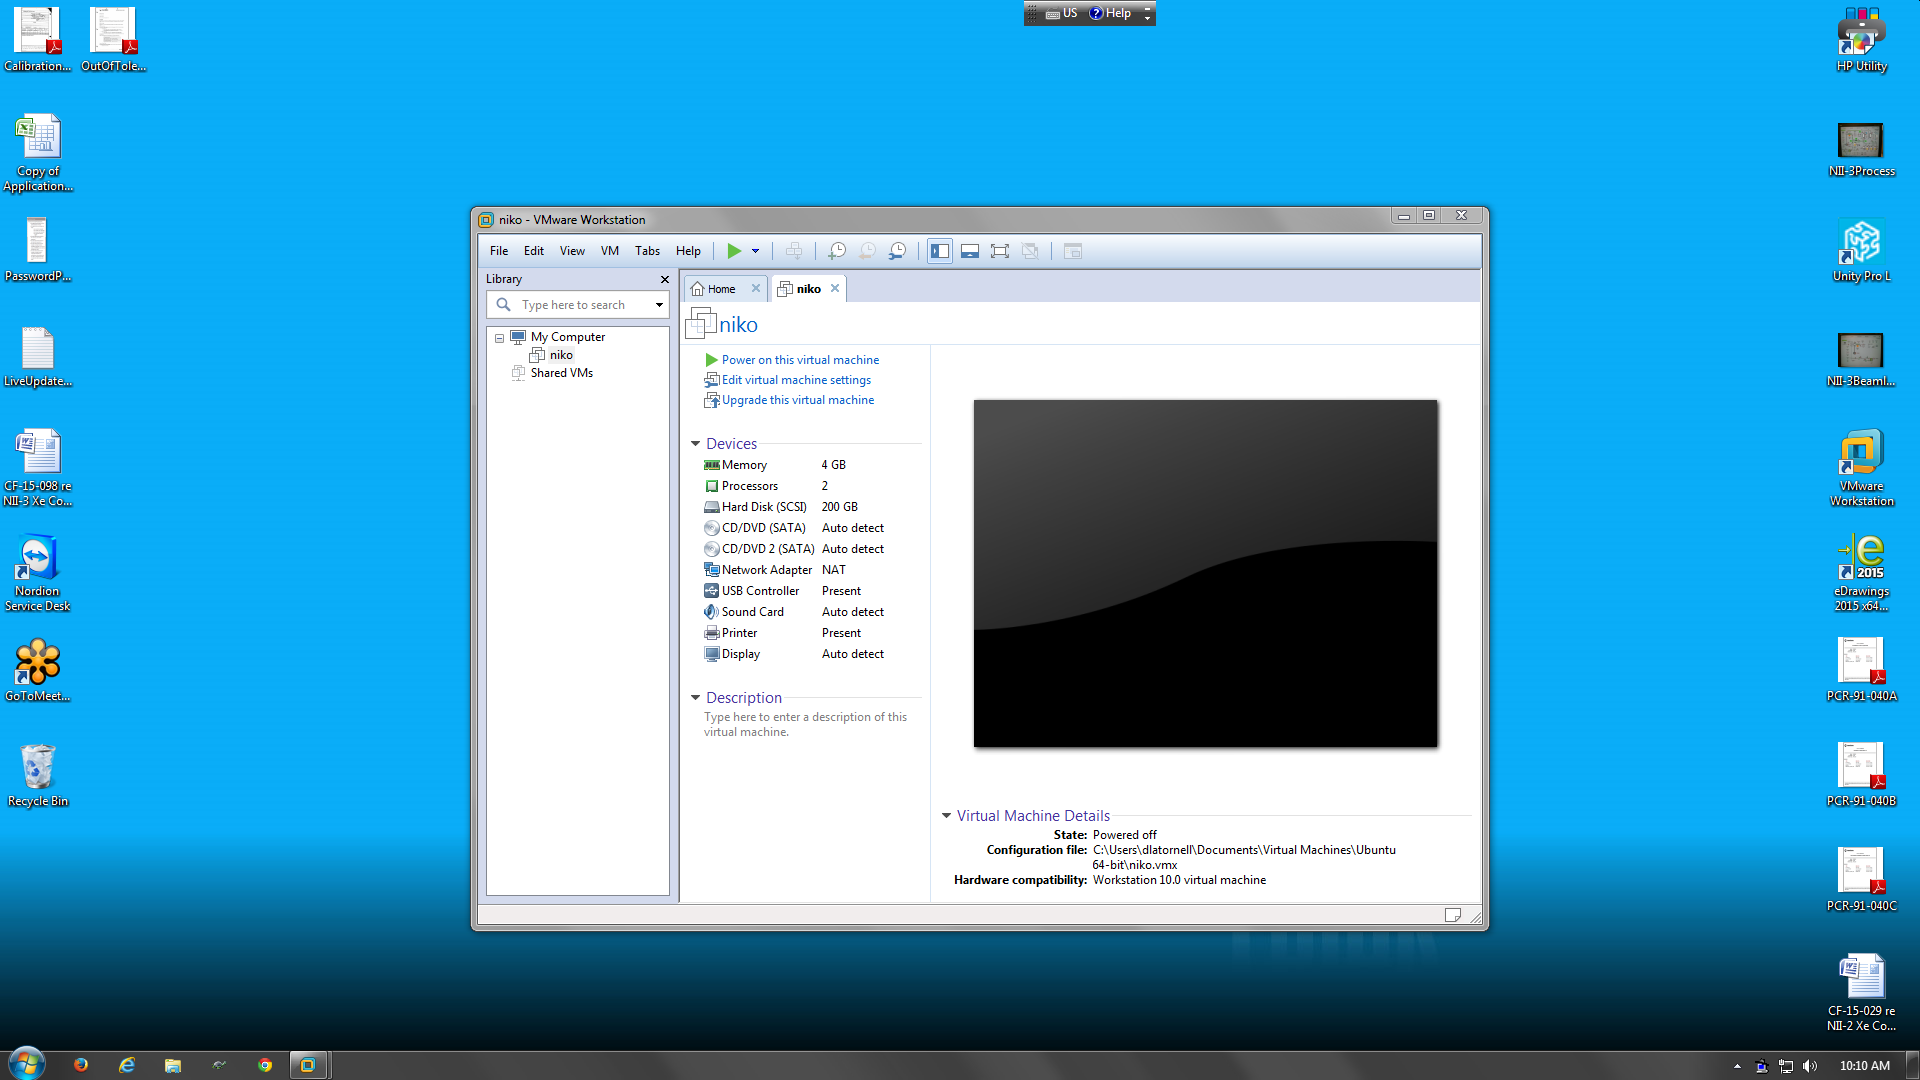 US Help
Calibration...
OutOfTole...
Copy of
Application...
PasswordP...
LiveUpdate...
CF-15-098 re
NII-3 Xe Co...
Nordion
Service Desk
GoToMeet...
Recycle Bin
niko - VMware Workstation
File Edit View VM Tabs Help
Library
Type here to search
My Computer
niko
Shared VMs
Home
niko
niko
Power on this virtual machine
Edit virtual machine settings
Upgrade this virtual machine
Devices
Memory 4 GB
Processors 2
Hard Disk (SCSI) 200 GB
CD/DVD (SATA) Auto detect
CD/DVD 2 (SATA) Auto detect
Network Adapter NAT
USB Controller Present
Sound Card Auto detect
Printer Present
Display Auto detect
Description
Type here to enter a description of this
virtual machine.
Virtual Machine Details
State: Powered off
Configuration file: C:\Users\dlatornell\Documents\Virtual Machines\Ubuntu
64-bit\niko.vmx
Hardware compatibility: Workstation 10.0 virtual machine
HP Utility
NII-3Process
Unity Pro L
NII-3Beaml...
VMware
Workstation
2015
eDrawings
2015 x64...
PCR-91-040A
PCR-91-040B
PCR-91-040C
CF-15-029 re
NII-2 Xe Co...
10:10 AM